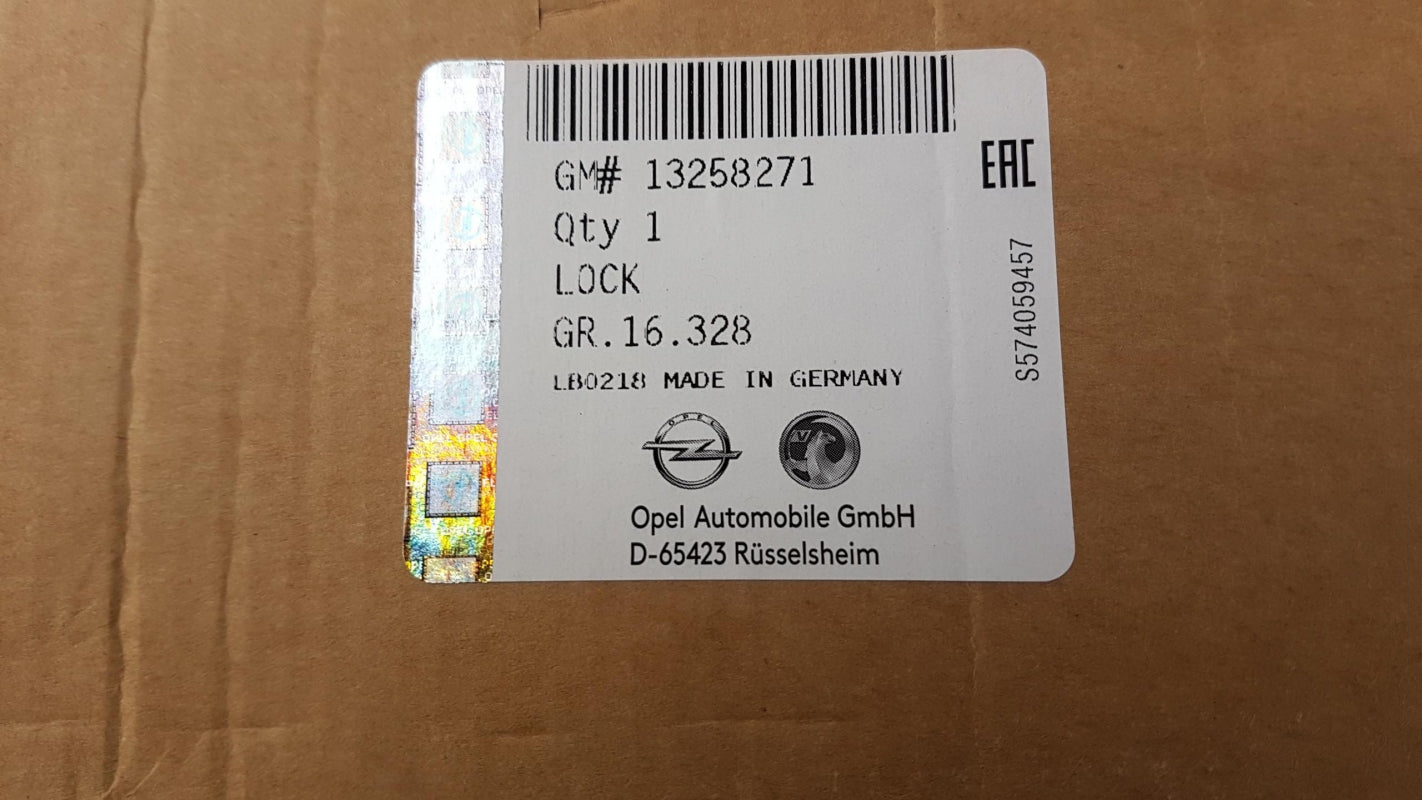 GM# 13258271
EAC
Qty 1
LOCK
GR.16.328
LB0218 MADE IN GERMANY
S574059457
OPEL
V
Opel Automobile GmbH
D-65423 Rüsselsheim